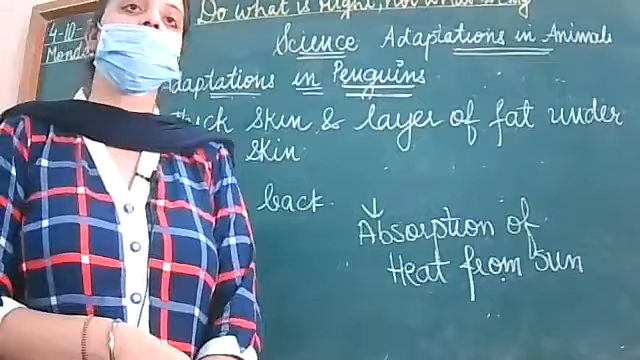 Do what is right, not what is
4-10-
Monda
Science Adaptations in Animals
daptations in Penguins
thick skin & layer of fat under
skin.
back.
Absorption of
Heat from sun